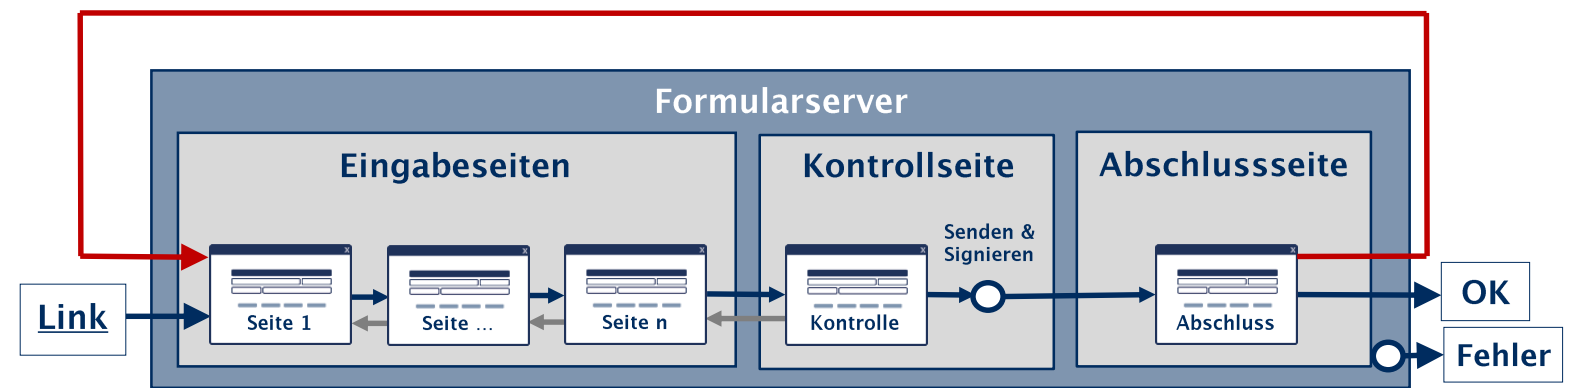 Formularserver
Eingabeseiten
Kontrollseite
Abschlussseite
Senden &
Signieren
x
x
x
x
x
Link
Seite 1
Seite ...
Seite n
Kontrolle
Abschluss
OK
Fehler